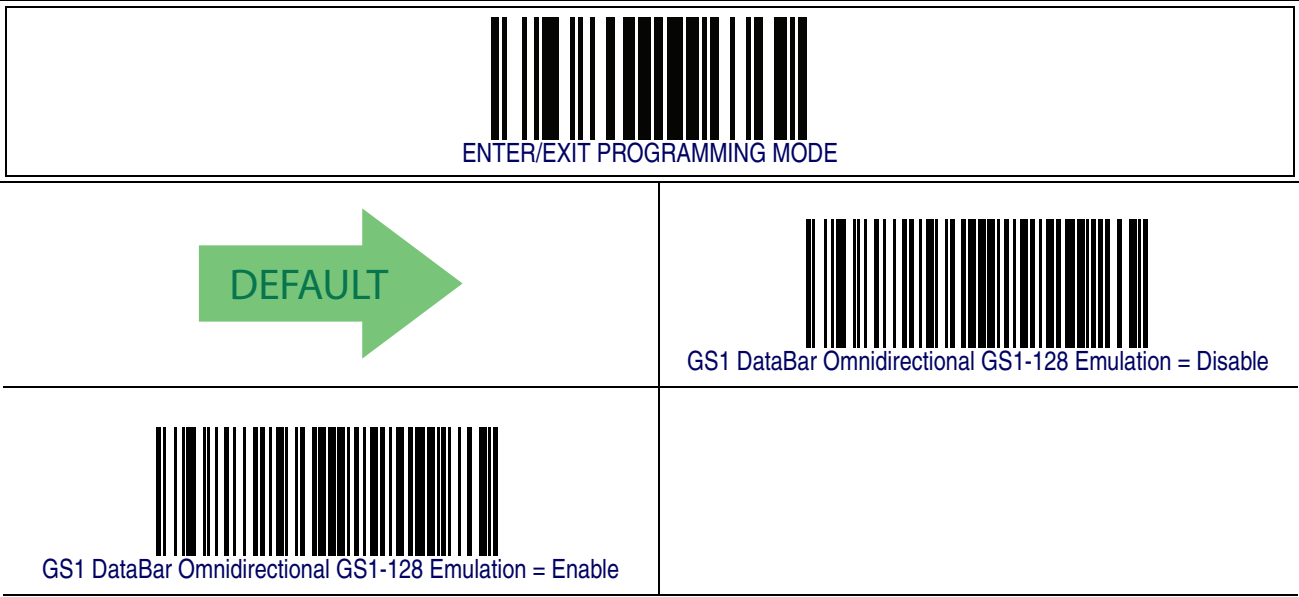 ENTER/EXIT PROGRAMMING MODE
DEFAULT
GS1 DataBar Omnidirectional GS1-128 Emulation = Disable
GS1 DataBar Omnidirectional GS1-128 Emulation = Enable